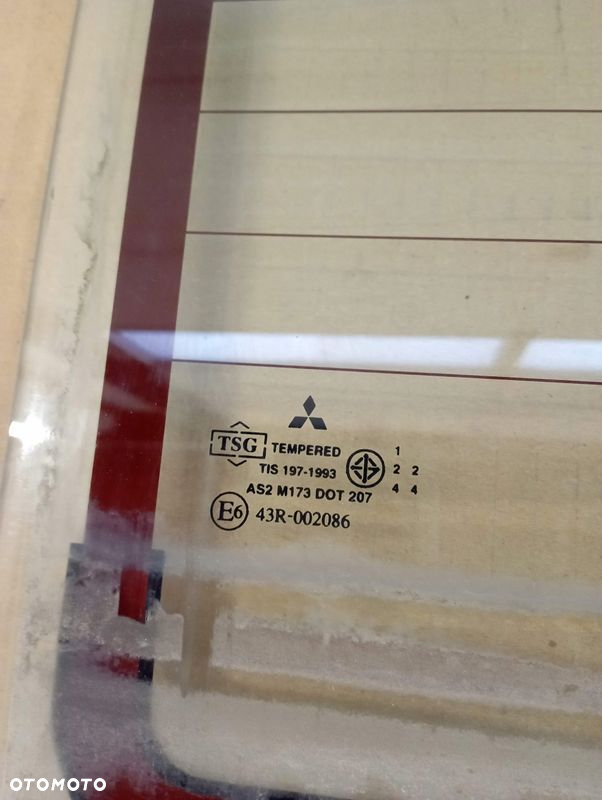 TSG TEMPERED
TIS 197-1993
AS2 M173 DOT 207
E6 43R-002086
1
2 2
4 4
OTOMOTO